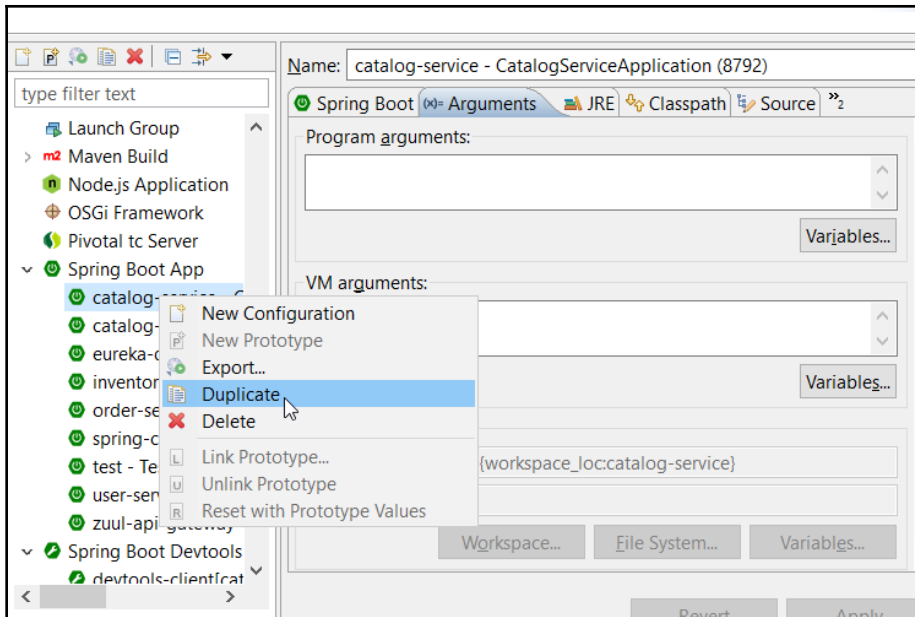 Name: catalog-service - CatalogServiceApplication (8792)
type filter text
Spring Boot (x)= Arguments JRE Classpath Source »2
Launch Group
Program arguments:
m2 Maven Build
Node.js Application
OSGi Framework
Pivotal tc Server
Variables...
Spring Boot App
VM arguments:
catalog-service - C
New Configuration
catalog-
New Prototype
eureka-
Export...
inventor
Duplicate
Variables...
order-se
Delete
spring-c
Link Prototype...
{workspace_loc:catalog-service}
test - Te
Unlink Prototype
user-ser
Reset with Prototype Values
zuul-api-gateway
Workspace... File System... Variables...
Spring Boot Devtools
devtools-client[cat
Revert Apply